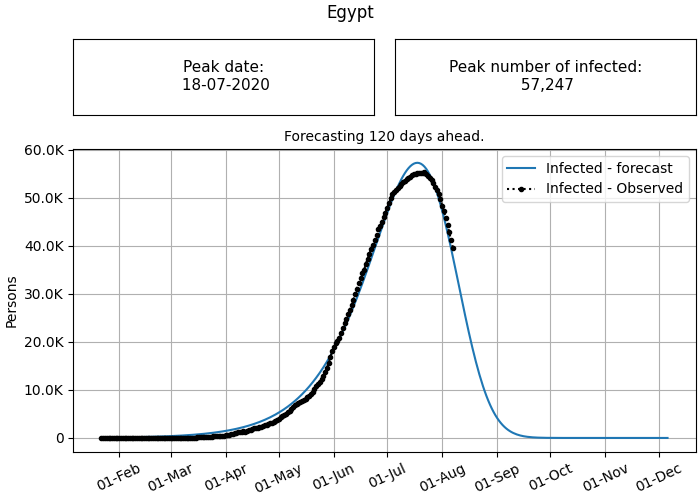 Egypt
Peak date:
18-07-2020
Peak number of infected:
57,247
Forecasting 120 days ahead.
60.0K
50.0K
40.0K
30.0K
20.0K
10.0K
0
Persons
Infected - forecast
Infected - Observed
01-Feb
01-Mar
01-Apr
01-May
01-Jun
01-Jul
01-Aug
01-Sep
01-Oct
01-Nov
01-Dec